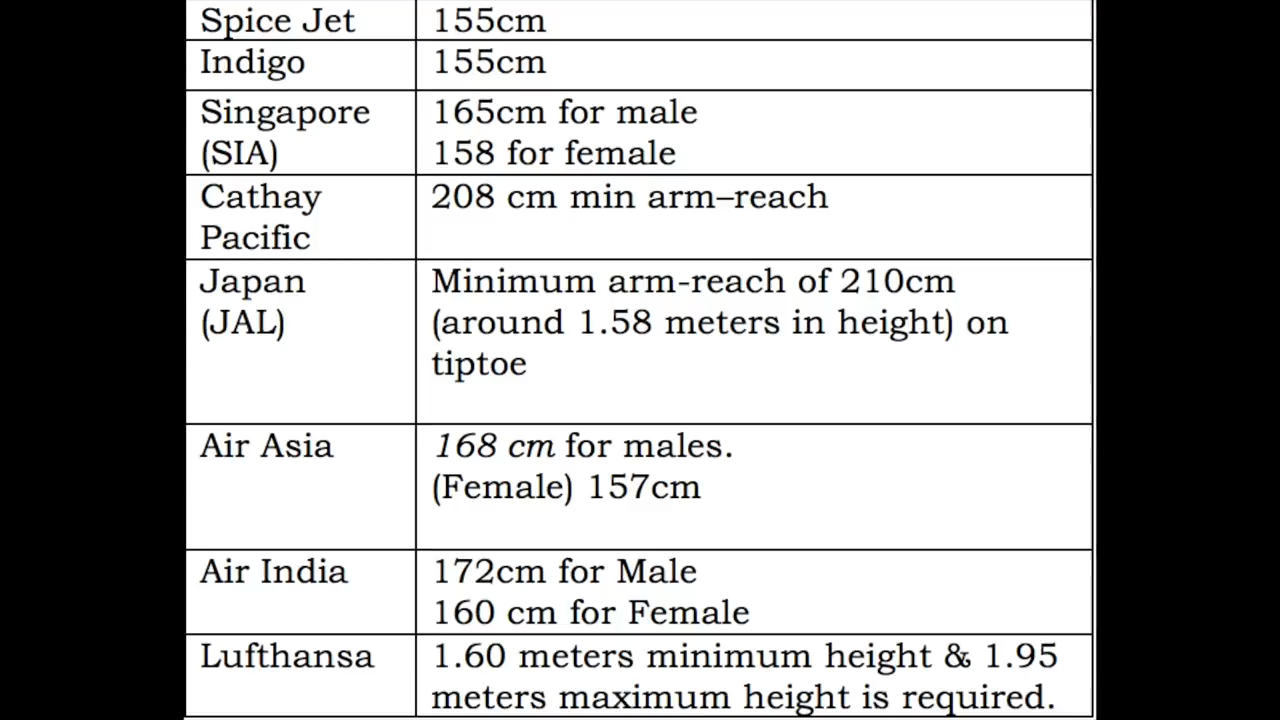 Spice Jet 155cm
Indigo 155cm
Singapore 165cm for male
(SIA) 158 for female
Cathay 208 cm min arm–reach
Pacific
Japan Minimum arm-reach of 210cm
(JAL) (around 1.58 meters in height) on
tiptoe
Air Asia 168 cm for males.
(Female) 157cm
Air India 172cm for Male
160 cm for Female
Lufthansa 1.60 meters minimum height & 1.95
meters maximum height is required.